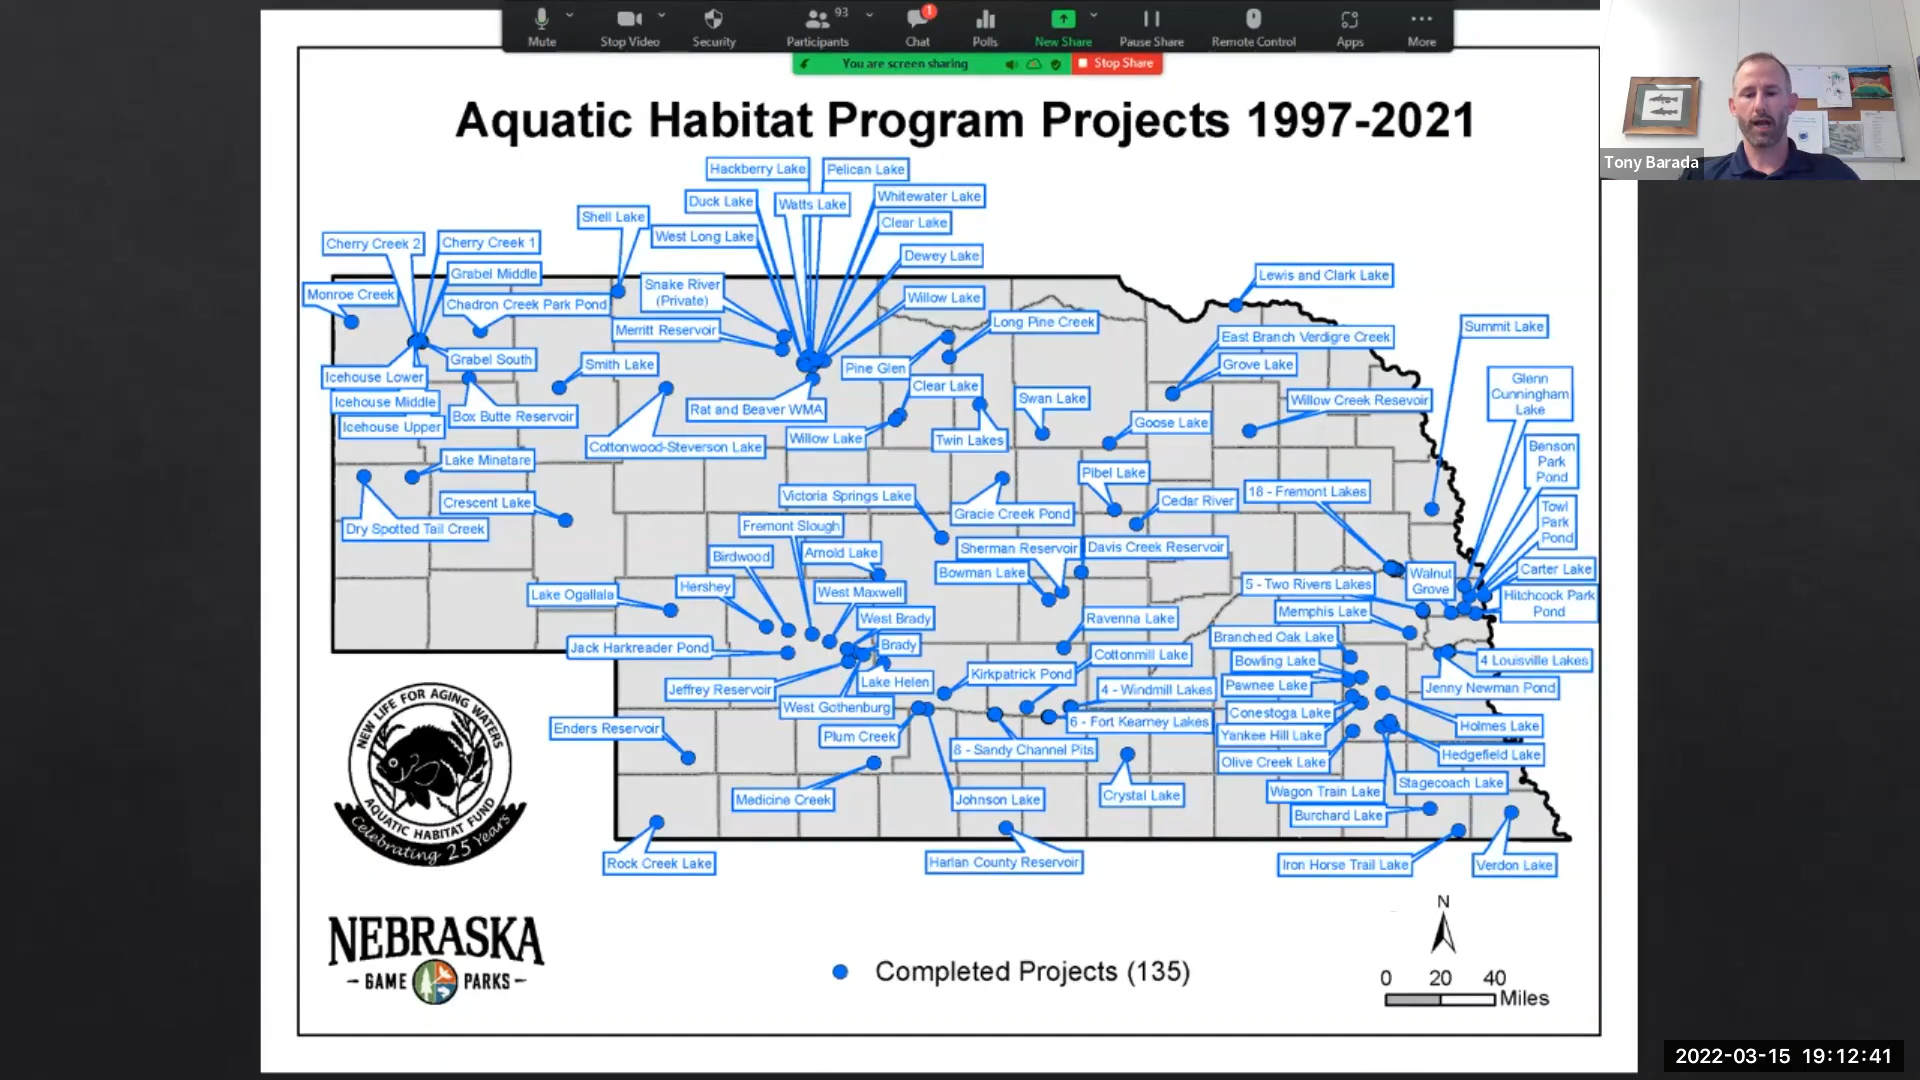 Mute
Stop Video
Security
93
Participants
1
Chat
Polls
New Share
Pause Share
Remote Control
Apps
More
You are screen sharing
Stop Share
Tony Barada
Aquatic Habitat Program Projects 1997-2021
Hackberry Lake
Pelican Lake
Duck Lake
Watts Lake
Whitewater Lake
Shell Lake
West Long Lake
Clear Lake
Cherry Creek 2
Cherry Creek 1
Dewey Lake
Grabel Middle
Lewis and Clark Lake
Monroe Creek
Chadron Creek Park Pond
Snake River
(Private)
Willow Lake
Merritt Reservoir
Long Pine Creek
Summit Lake
East Branch Verdigre Creek
Grabel South
Smith Lake
Pine Glen
Grove Lake
Icehouse Lower
Clear Lake
Glenn
Cunningham
Lake
Icehouse Middle
Box Butte Reservoir
Rat and Beaver WMA
Swan Lake
Willow Creek Resevoir
Icehouse Upper
Cottonwood-Steverson Lake
Willow Lake
Twin Lakes
Goose Lake
Benson
Park
Pond
Lake Minatare
Pibel Lake
Crescent Lake
Victoria Springs Lake
Cedar River
18 - Fremont Lakes
Dry Spotted Tail Creek
Gracie Creek Pond
Towl
Park
Pond
Fremont Slough
Birdwood
Arnold Lake
Sherman Reservoir
Davis Creek Reservoir
Bowman Lake
Walnut
Grove
Carter Lake
Lake Ogallala
Hershey
West Maxwell
5 - Two Rivers Lakes
Hitchcock Park
Pond
West Brady
Ravenna Lake
Memphis Lake
Jack Harkreader Pond
Brady
Cottonmill Lake
Branched Oak Lake
Bowling Lake
4 Louisville Lakes
Jeffrey Reservoir
Lake Helen
Kirkpatrick Pond
4 - Windmill Lakes
Pawnee Lake
Jenny Newman Pond
West Gothenburg
Conestoga Lake
Enders Reservoir
Plum Creek
6 - Fort Kearney Lakes
Yankee Hill Lake
Holmes Lake
8 - Sandy Channel Pits
Olive Creek Lake
Hedgefield Lake
Medicine Creek
Johnson Lake
Crystal Lake
Wagon Train Lake
Stagecoach Lake
Burchard Lake
Rock Creek Lake
Harlan County Reservoir
Iron Horse Trail Lake
Verdon Lake
NEW LIFE FOR AGING WATERS
AQUATIC HABITAT FUND
Celebrating 25 Years
NEBRASKA
GAME PARKS
Completed Projects (135)
N
0 20 40
Miles
2022-03-15 19:12:41